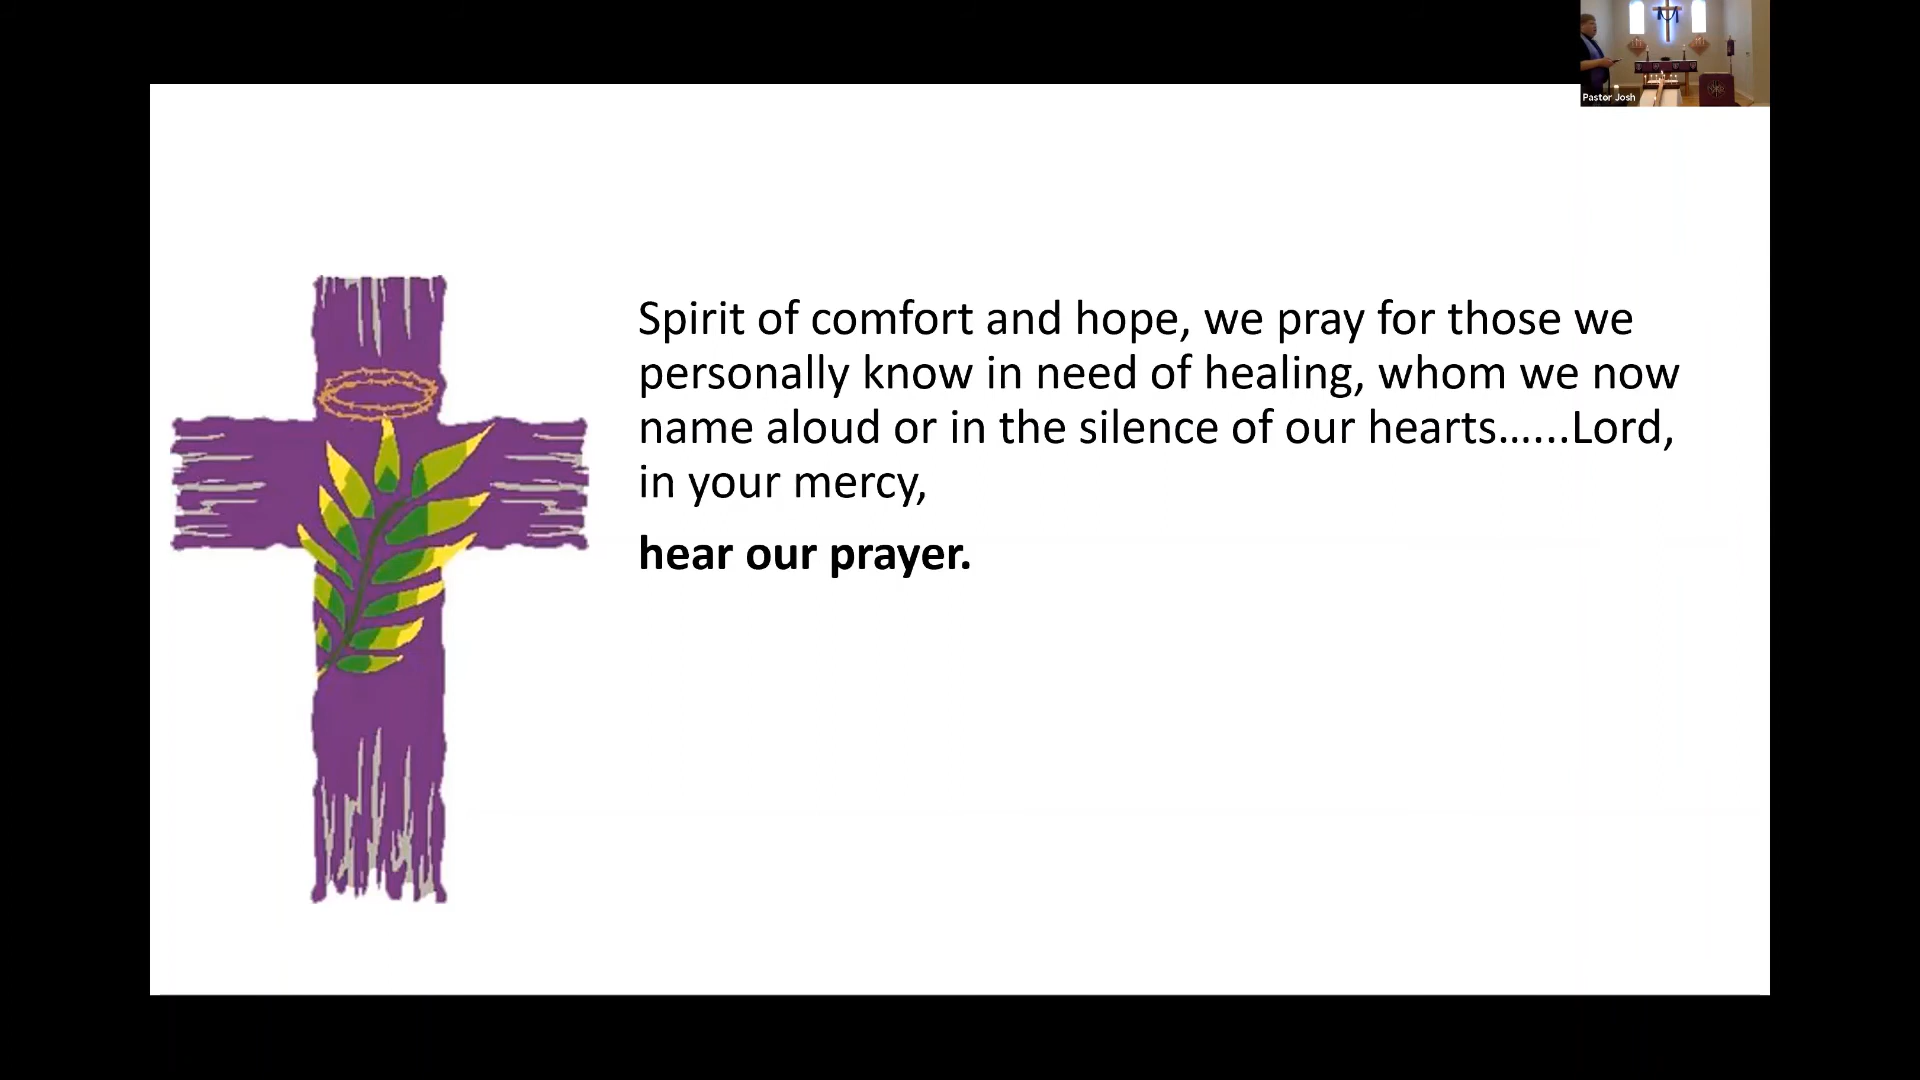 Pastor Josh
Spirit of comfort and hope, we pray for those we
personally know in need of healing, whom we now
name aloud or in the silence of our hearts......Lord,
in your mercy,
hear our prayer.